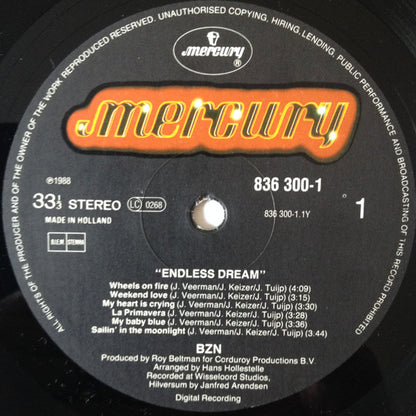 ALL RIGHTS OF THE PRODUCER AND OF THE OWNER OF THE WORK REPRODUCED RESERVED. UNAUTHORISED COPYING, HIRING, LENDING, PUBLIC PERFORMANCE AND BROADCASTING OF THIS RECORD PROHIBITED
mercury
®
mercury
℗1988
33⅓ STEREO
LC 0268
MADE IN HOLLAND
836 300-1
836 300-1.1Y
1
B.I.E.M. STEMRA
"ENDLESS DREAM"
Wheels on fire (J. Veerman/J. Keizer/J. Tuijp) (4:09)
Weekend love (J. Veerman/J. Keizer/J. Tuijp) (3:15)
My heart is crying (J. Veerman/J. Keizer/J. Tuijp) (3:30)
La Primavera (J. Veerman/J. Keizer/J. Tuijp) (3:28)
My baby blue (J. Veerman/J. Keizer/J. Tuijp) (3:36)
Sailin' in the moonlight (J. Veerman/J. Keizer/J. Tuijp) (3.44)
BZN
Produced by Roy Beltman for Corduroy Productions B.V.
Arranged by Hans Hollestelle
Recorded at Wisseloord Studios,
Hilversum by Janfred Arendsen
Digital Recording